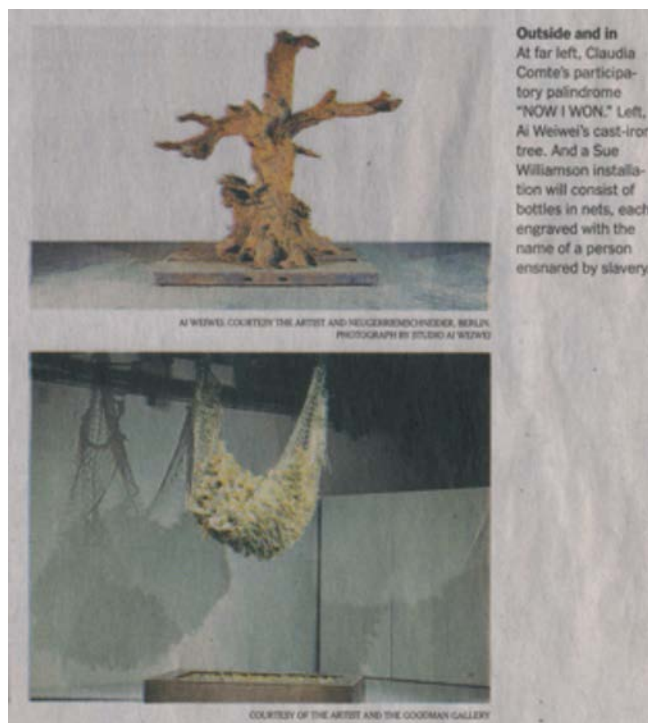 Outside and in
At far left, Claudia
Comte's participa-
tory palindrome
"NOW I WON." Left,
Ai Weiwei's cast-iron
tree. And a Sue
Williamson installa-
tion will consist of
bottles in nets, each
engraved with the
name of a person
ensnared by slavery
AI WEIWEI, COURTESY THE ARTIST AND NEUGERRIEMSCHNEIDER, BERLIN.
PHOTOGRAPH BY STUDIO AI WEIWEI
COURTESY OF THE ARTIST AND THE GOODMAN GALLERY